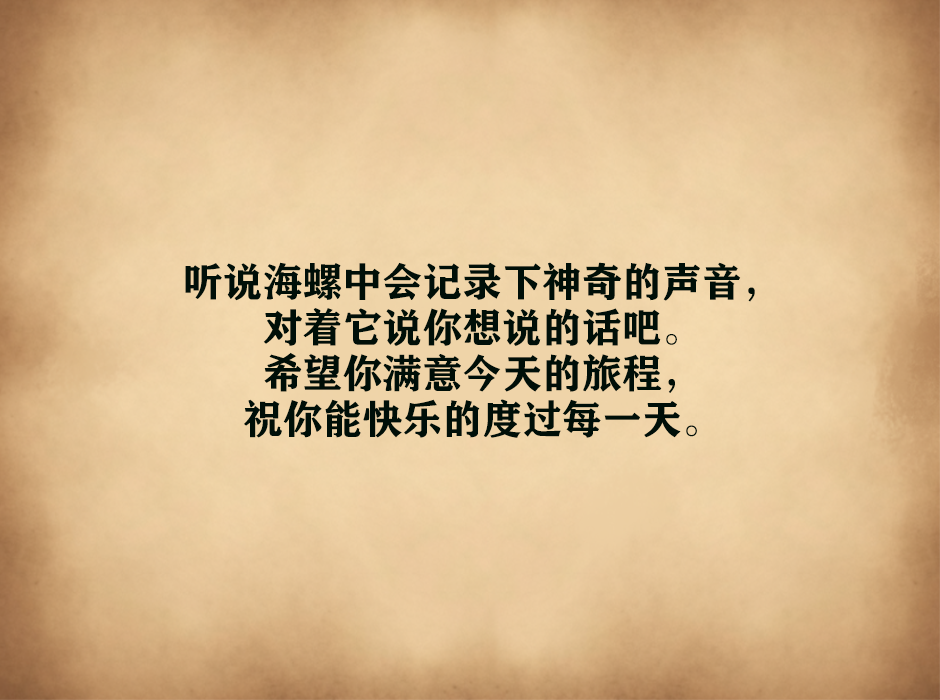 听说海螺中会记录下神奇的声音，
对着它说你想说的话吧。
希望你满意今天的旅程，
祝你能快乐的度过每一天。